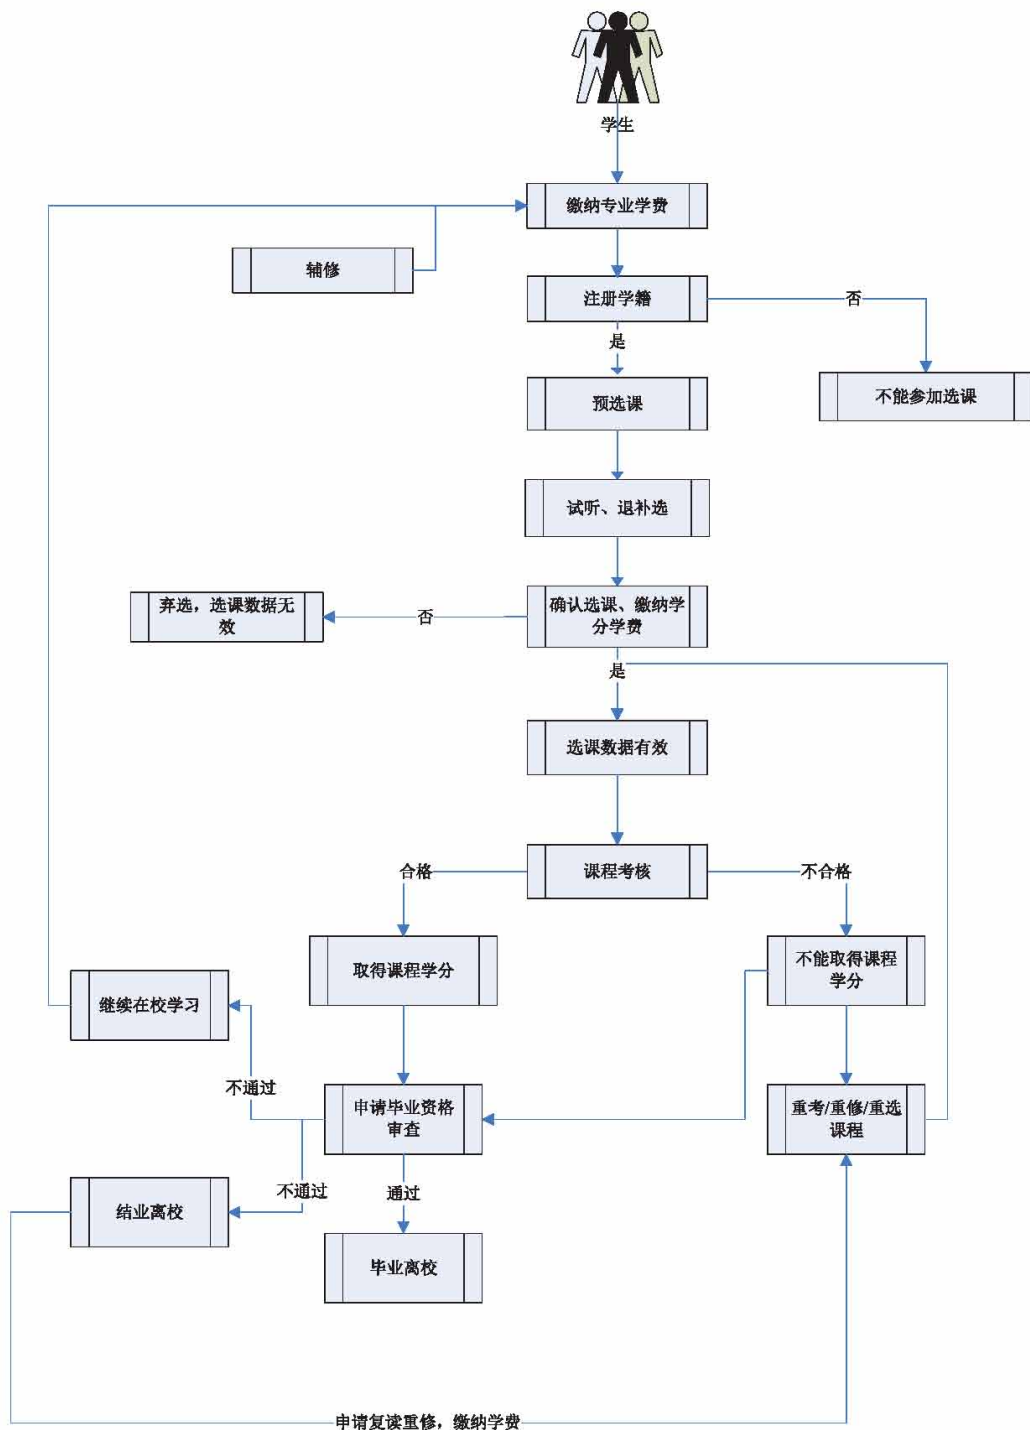 学生
缴纳专业学费
辅修
注册学籍
否
是
不能参加选课
预选课
试听、退补选
确认选课、缴纳学
分学费
否
弃选，选课数据无
效
是
选课数据有效
课程考核
合格
不合格
取得课程学分
不能取得课程
学分
继续在校学习
不通过
申请毕业资格
审查
重考/重修/重选
课程
不通过
通过
结业离校
毕业离校
申请复读重修，缴纳学费